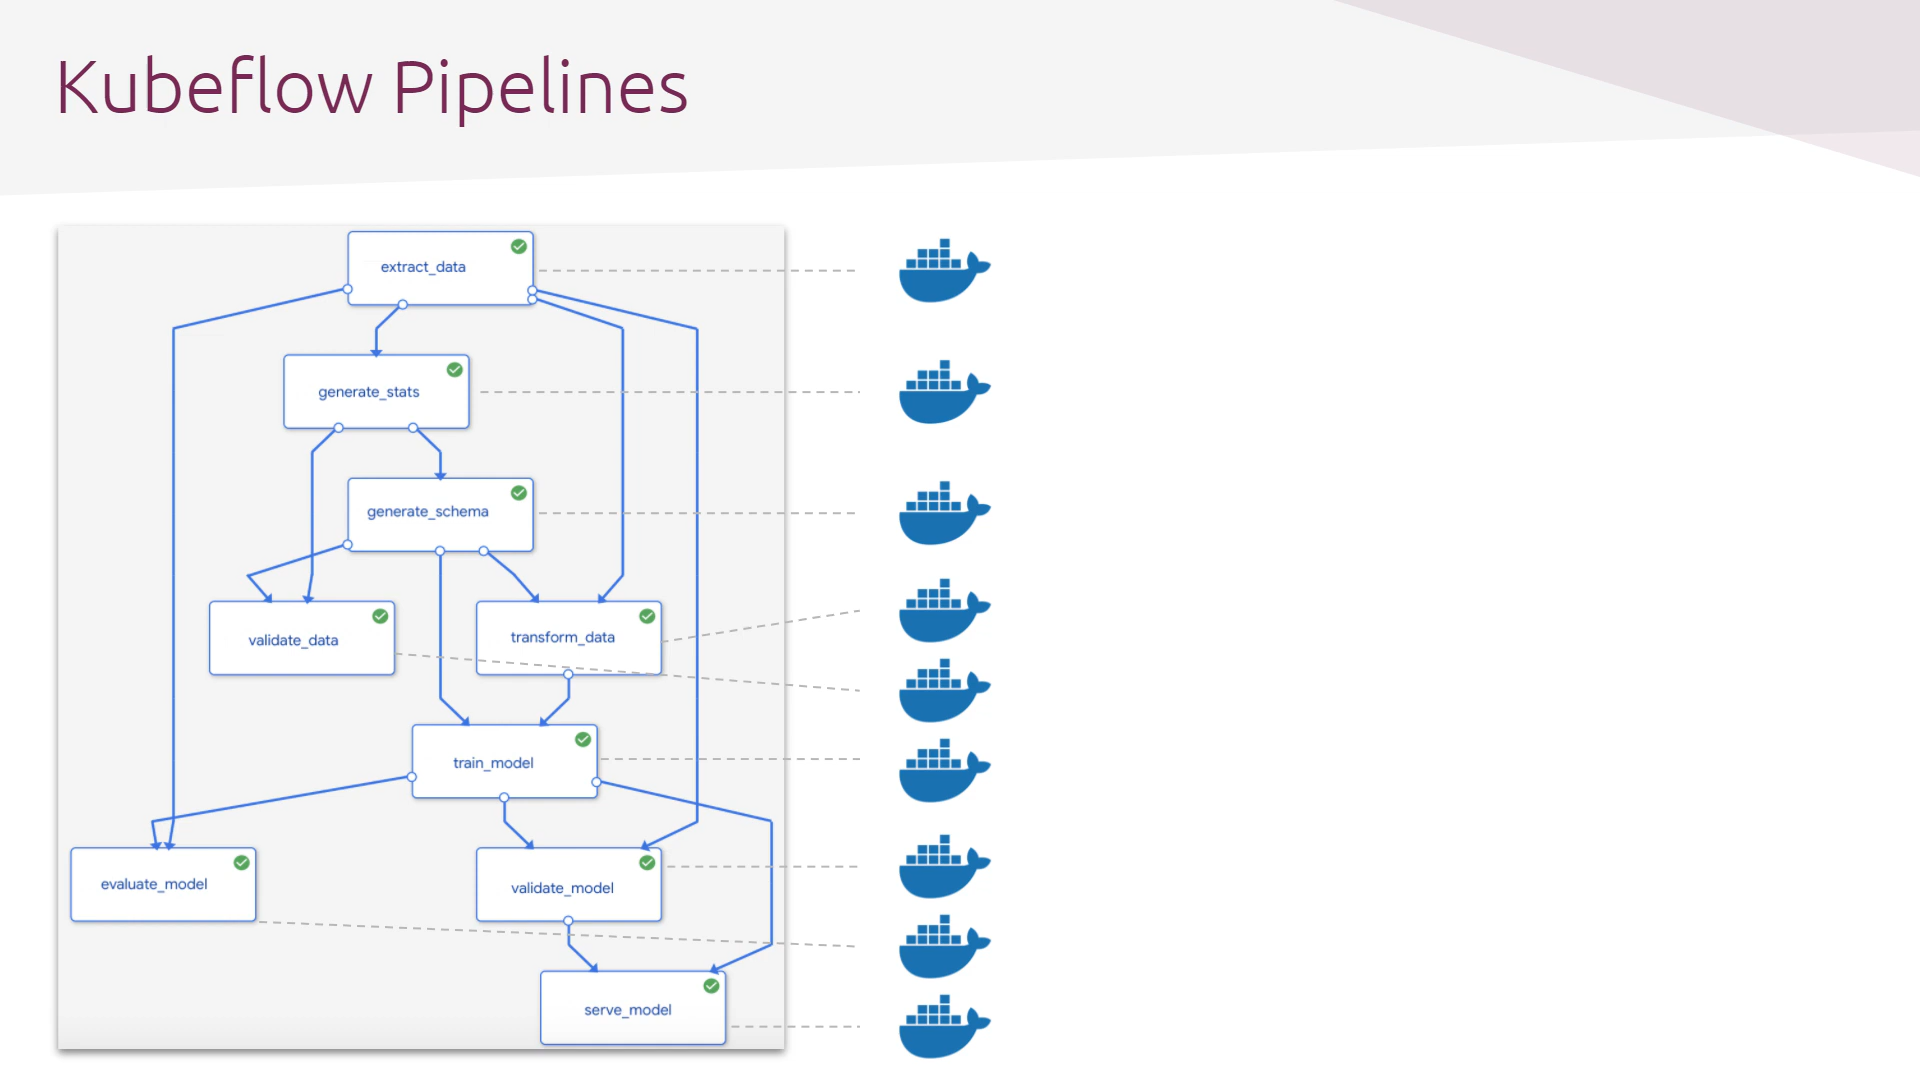 Kubeflow Pipelines
extract_data
generate_stats
generate_schema
validate_data
transform_data
train_model
evaluate_model
validate_model
serve_model